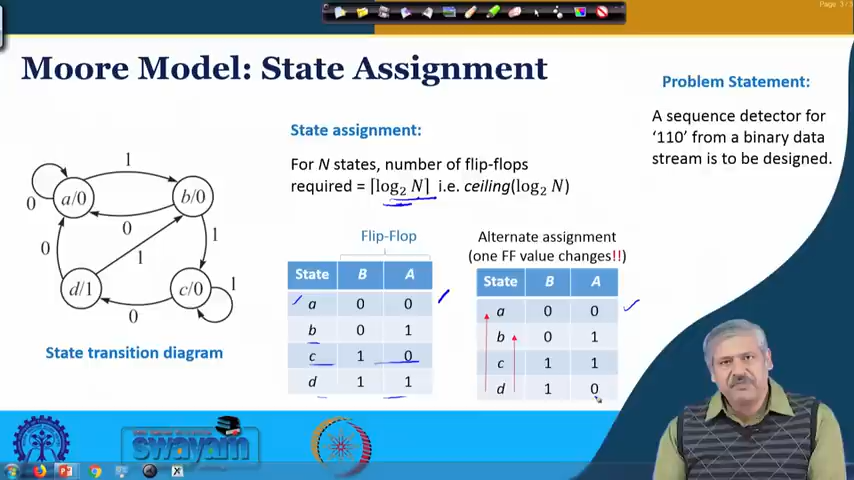 Page 3 / 3
Moore Model: State Assignment
Problem Statement:
A sequence detector for
‘110’ from a binary data
stream is to be designed.
State assignment:
For N states, number of flip-flops
required = ⌈log₂ N⌉ i.e. ceiling(log₂ N)
1
a/0
b/0
0
0
0
1
1
d/1
c/0
1
0
State transition diagram
Flip-Flop
State B A
a 0 0
b 0 1
c 1 0
d 1 1
Alternate assignment
(one FF value changes!!)
State B A
a 0 0
b 0 1
c 1 1
d 1 0
swayam